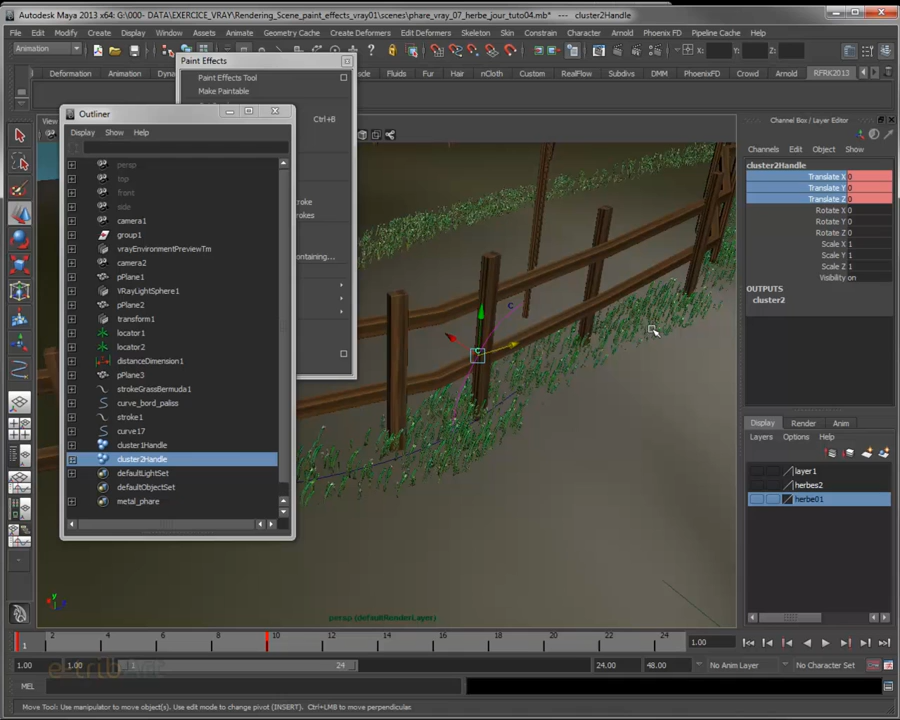 Autodesk Maya 2013 x64: G:\000- DATA\EXERCICE_VRAY\Rendering_Scene_paint_effects_vray01\scenes\phare_vray_07_herbe_jour_tuto04.mb* --- cluster2Handle
File Edit Modify Create Display Window Assets Animate Geometry Cache Create Deformers Edit Deformers Skeleton Skin Constrain Character Arnold Phoenix FD Pipeline Cache Help
Animation
X:
Y:
Z:
Deformation Animation Fluids Fur Hair nCloth Custom RealFlow Subdivs DMM PhoenixFD Crowd Arnold RFRK2013
Paint Effects
Paint Effects Tool
Make Paintable
Ctrl+B
Outliner
Display Show Help
persp
top
front
side
camera1
group1
vrayEnvironmentPreviewTm
camera2
pPlane1
VRayLightSphere1
pPlane2
transform1
locator1
locator2
distanceDimension1
pPlane3
strokeGrassBermuda1
curve_bord_paliss
stroke1
curve17
cluster1Handle
cluster2Handle
defaultLightSet
defaultObjectSet
metal_phare
Channel Box / Layer Editor
Channels Edit Object Show
cluster2Handle
Translate X 0
Translate Y 0
Translate Z 0
Rotate X 0
Rotate Y 0
Rotate Z 0
Scale X 1
Scale Y 1
Scale Z 1
Visibility on
OUTPUTS
cluster2
Display Render Anim
Layers Options Help
layer1
herbes2
herbe01
persp (defaultRenderLayer)
1 2 4 6 8 10 12 14 16 18 20 22 24 1.00
1.00 1.00 1 24 24.00 48.00 No Anim Layer No Character Set
MEL
Move Tool: Use manipulator to move object(s). Use edit mode to change pivot (INSERT). Ctrl+LMB to move perpendicular